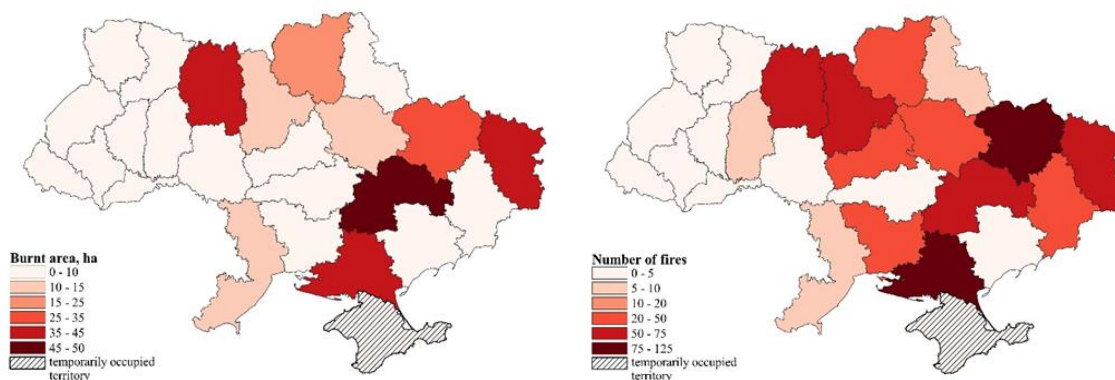 Burnt area, ha
0 - 10
10 - 15
15 - 25
25 - 35
35 - 45
45 - 50
temporarily occupied
territory
Number of fires
0 - 5
5 - 10
10 - 20
20 - 50
50 - 75
75 - 125
temporarily occupied
territory